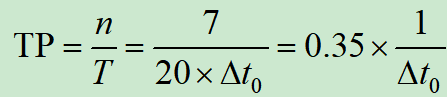 TP = n/T = 7/(20 × Δt₀) = 0.35 × 1/Δt₀